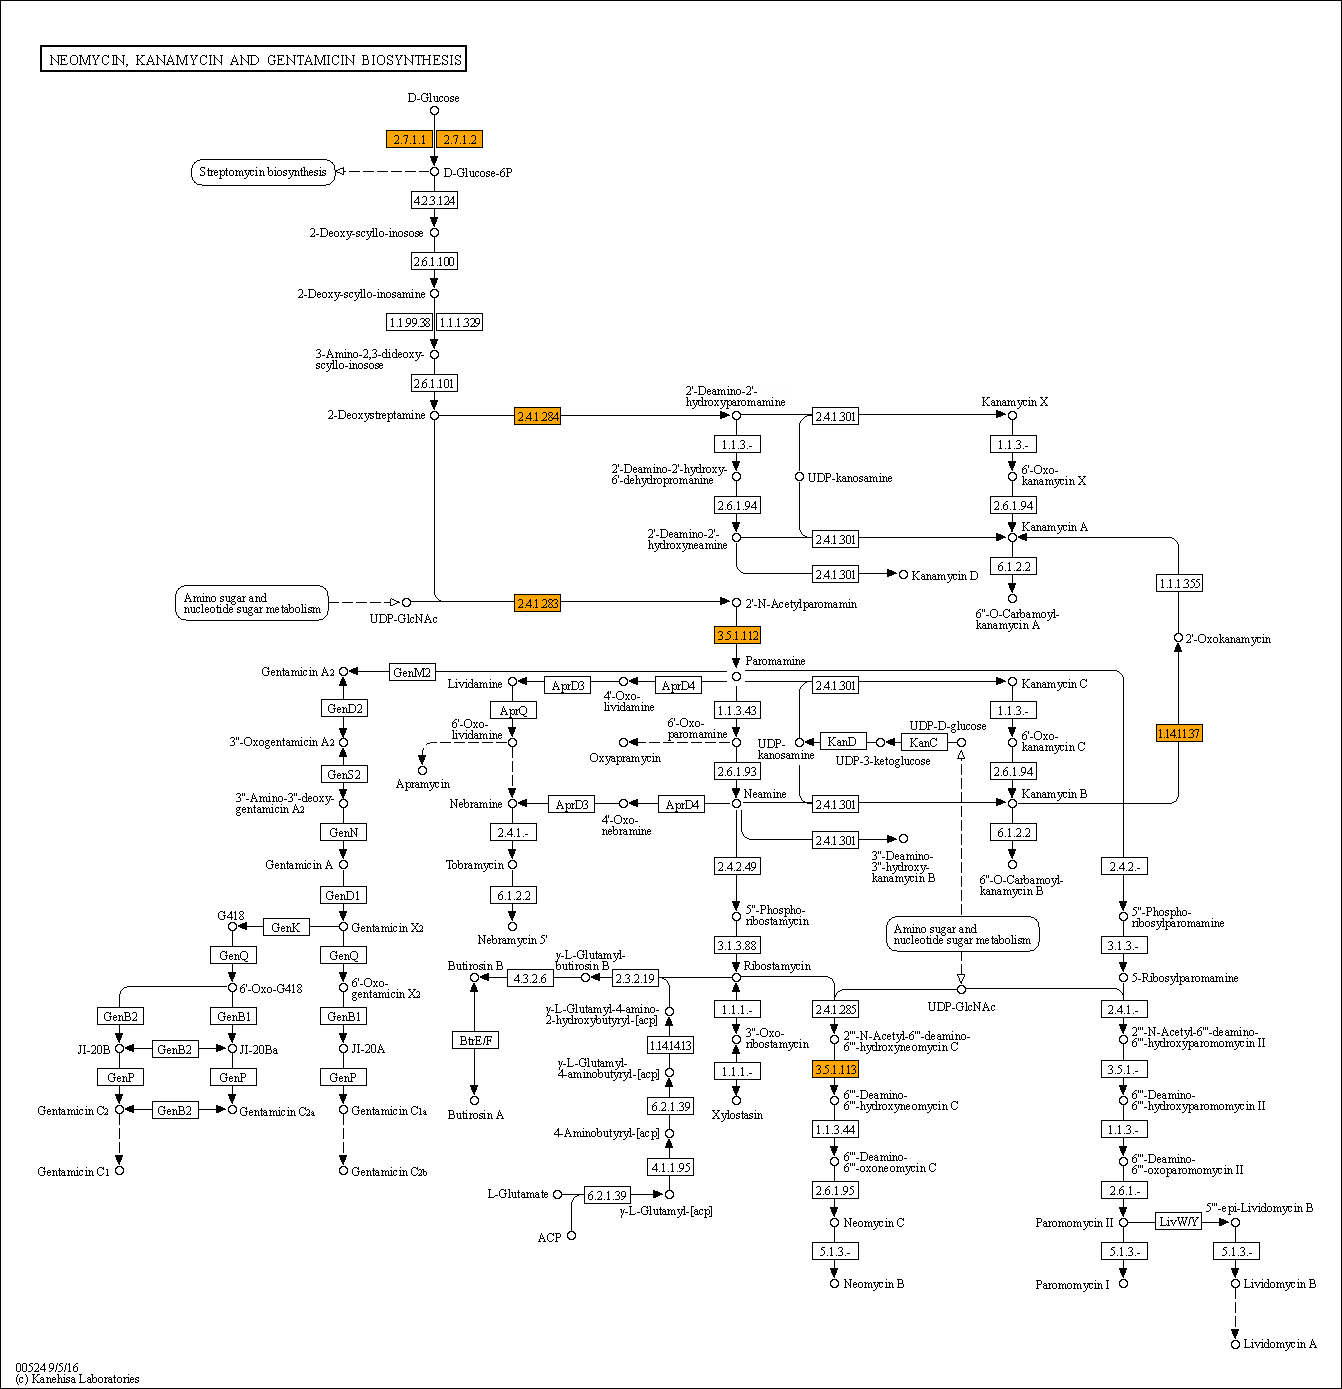 NEOMYCIN, KANAMYCIN AND GENTAMICIN BIOSYNTHESIS
D-Glucose
2.7.1.1 2.7.1.2
Streptomycin biosynthesis
D-Glucose-6P
4.2.3.124
2-Deoxy-scyllo-inosose
2.6.1.100
2-Deoxy-scyllo-inosamine
1.1.99.38 1.1.1.329
3-Amino-2,3-dideoxy-
scyllo-inosose
2.6.1.101
2-Deoxystreptamine
2.4.1.284
2'-Deamino-2'-
hydroxyparomamine
2.4.1.301
Kanamycin X
1.1.3.-
1.1.3.-
2'-Deamino-2'-hydroxy-
6'-dehydropromanine
UDP-kanosamine
6'-Oxo-
kanamycin X
2.6.1.94
2.6.1.94
2'-Deamino-2'-
hydroxyneamine
2.4.1.301
Kanamycin A
2.4.1.301
Kanamycin D
6.1.2.2
1.1.1.355
6''-O-Carbamoyl-
kanamycin A
Amino sugar and
nucleotide sugar metabolism
UDP-GlcNAc
2.4.1.283
2'-N-Acetylparomamin
3.5.1.112
2'-Oxokanamycin
Paromamine
Gentamicin A2
GenM2
Lividamine
AprD3
4'-Oxo-
lividamine
AprD4
2.4.1.301
Kanamycin C
GenD2
AprQ
1.1.3.43
1.1.3.-
6'-Oxo-
lividamine
6'-Oxo-
paromamine
Oxyapramycin
3''-Oxogentamicin A2
UDP-
kanosamine
KanD
UDP-3-ketoglucose
KanC
UDP-D-glucose
6'-Oxo-
kanamycin C
1.14.11.37
GenS2
Apramycin
2.6.1.93
2.6.1.94
3''-Amino-3''-deoxy-
gentamicin A2
Nebramine
AprD3
4'-Oxo-
nebramine
AprD4
Neamine
2.4.1.301
Kanamycin B
GenN
2.4.1.-
2.4.1.301
3''-Deamino-
3''-hydroxy-
kanamycin B
6.1.2.2
6''-O-Carbamoyl-
kanamycin B
Gentamicin A
Tobramycin
2.4.2.49
2.4.2.-
GenD1
6.1.2.2
G418
GenK
Gentamicin X2
Nebramycin 5'
5''-Phospho-
ribostamycin
Amino sugar and
nucleotide sugar metabolism
5''-Phospho-
ribosylparomamine
GenQ
GenQ
3.1.3.88
3.1.3.-
6'-Oxo-G418
6'-Oxo-
gentamicin X2
Butirosin B
4.3.2.6
γ-L-Glutamyl-
butirosin B
2.3.2.19
Ribostamycin
5-Ribosylparomamine
GenB2
GenB1
GenB1
γ-L-Glutamyl-4-amino-
2-hydroxybutyryl-[acp]
1.1.1.-
2.4.1.285
UDP-GlcNAc
2.4.1.-
JI-20B
GenB2
JI-20Ba
JI-20A
BtrE/F
1.14.14.13
3''-Oxo-
ribostamycin
2'''-N-Acetyl-6'''-deamino-
6'''-hydroxyneomycin C
2'''-N-Acetyl-6'''-deamino-
6'''-hydroxyparomomycin II
GenP
GenP
GenP
γ-L-Glutamyl-
4-aminobutyryl-[acp]
1.1.1.-
3.5.1.113
3.5.1.-
Gentamicin C2
GenB2
Gentamicin C2a
Gentamicin C1a
Butirosin A
6.2.1.39
Xylostasin
6'''-Deamino-
6'''-hydroxyneomycin C
6'''-Deamino-
6'''-hydroxyparomomycin II
4-Aminobutyryl-[acp]
1.1.3.44
1.1.3.-
Gentamicin C1
Gentamicin C2b
4.1.1.95
6'''-Deamino-
6'''-oxoneomycin C
6'''-Deamino-
6'''-oxoparomomycin II
L-Glutamate
6.2.1.39
γ-L-Glutamyl-[acp]
2.6.1.95
2.6.1.-
ACP
Neomycin C
Paromomycin II
LivW/Y
5'''-epi-Lividomycin B
5.1.3.-
5.1.3.-
5.1.3.-
Neomycin B
Paromomycin I
Lividomycin B
Lividomycin A
00524 9/5/16
(c) Kanehisa Laboratories